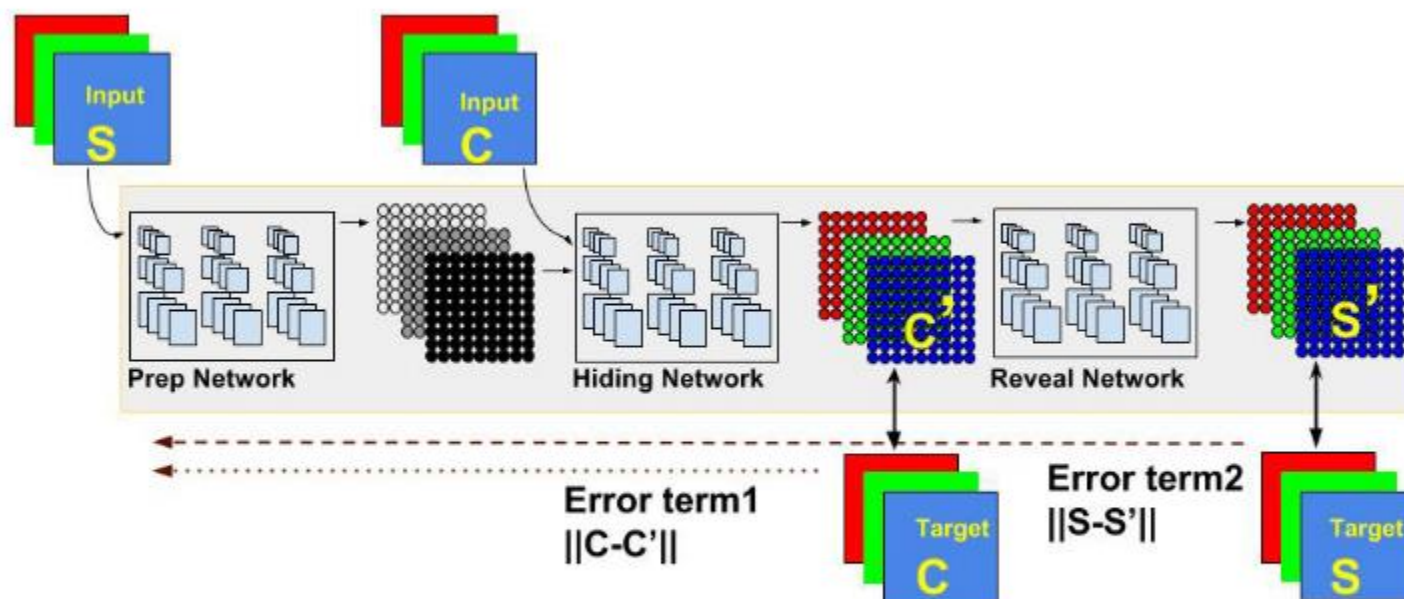 Input
S
Input
C
C’
S’
Prep Network
Hiding Network
Reveal Network
Error term1
||C-C’||
Target
C
Error term2
||S-S’||
Target
S